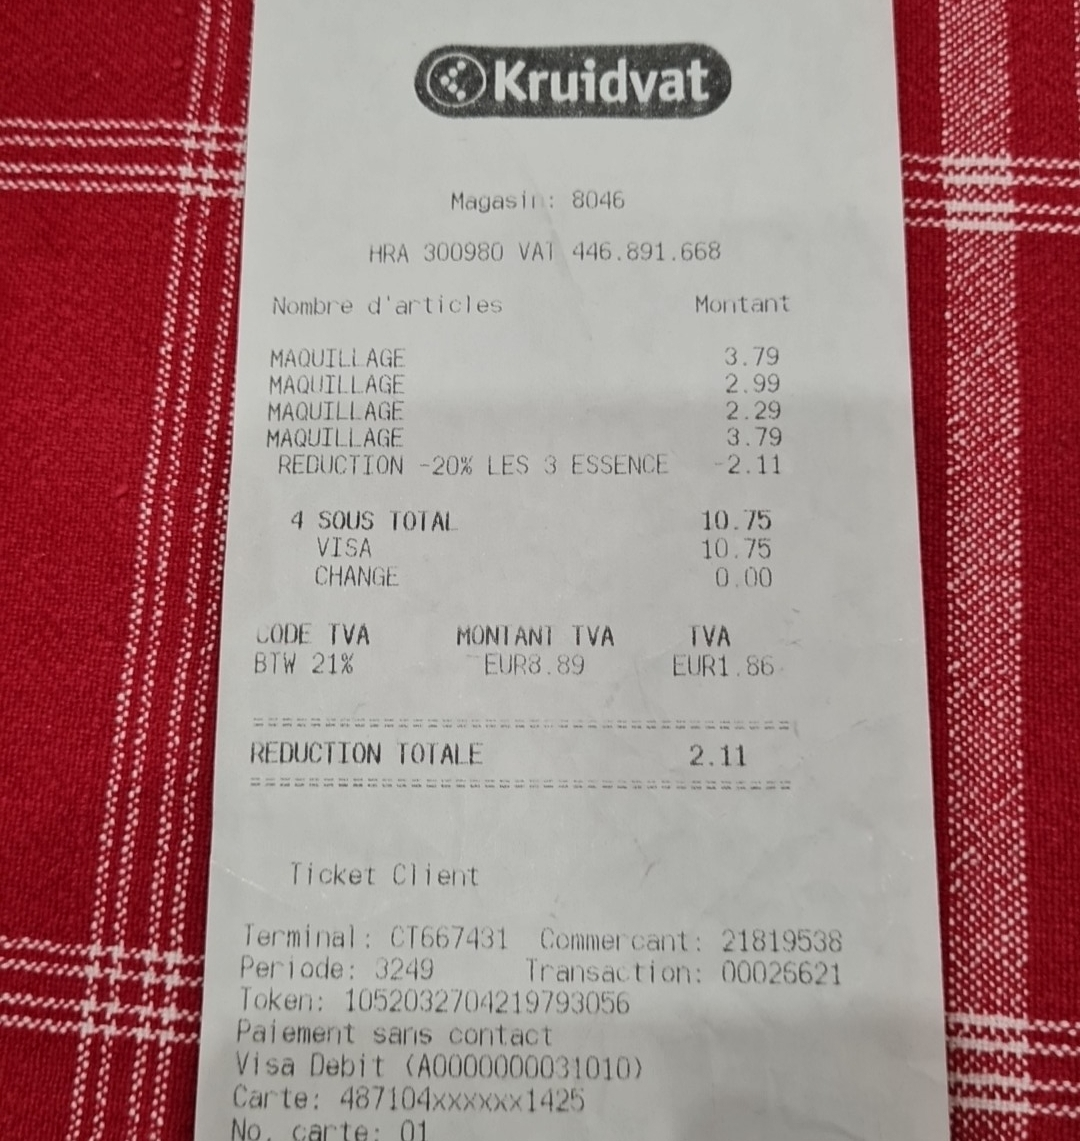 Kruidvat
Magasin: 8046
HRA 300980 VAT 446.891.668
Nombre d'articles Montant
MAQUILLAGE 3.79
MAQUILLAGE 2.99
MAQUILLAGE 2.29
MAQUILLAGE 3.79
REDUCTION -20% LES 3 ESSENCE -2.11
4 SOUS TOTAL 10.75
VISA 10.75
CHANGE 0.00
CODE TVA MONTANT TVA TVA
BTW 21% EUR8.89 EUR1.86
REDUCTION TOTALE 2.11
Ticket Client
Terminal: CT667431 Commercant: 21819538
Periode: 3249 Transaction: 00026621
Token: 1052032704219793056
Paiement sans contact
Visa Debit (A0000000031010)
Carte: 487104xxxxxx1425
No. carte: 01